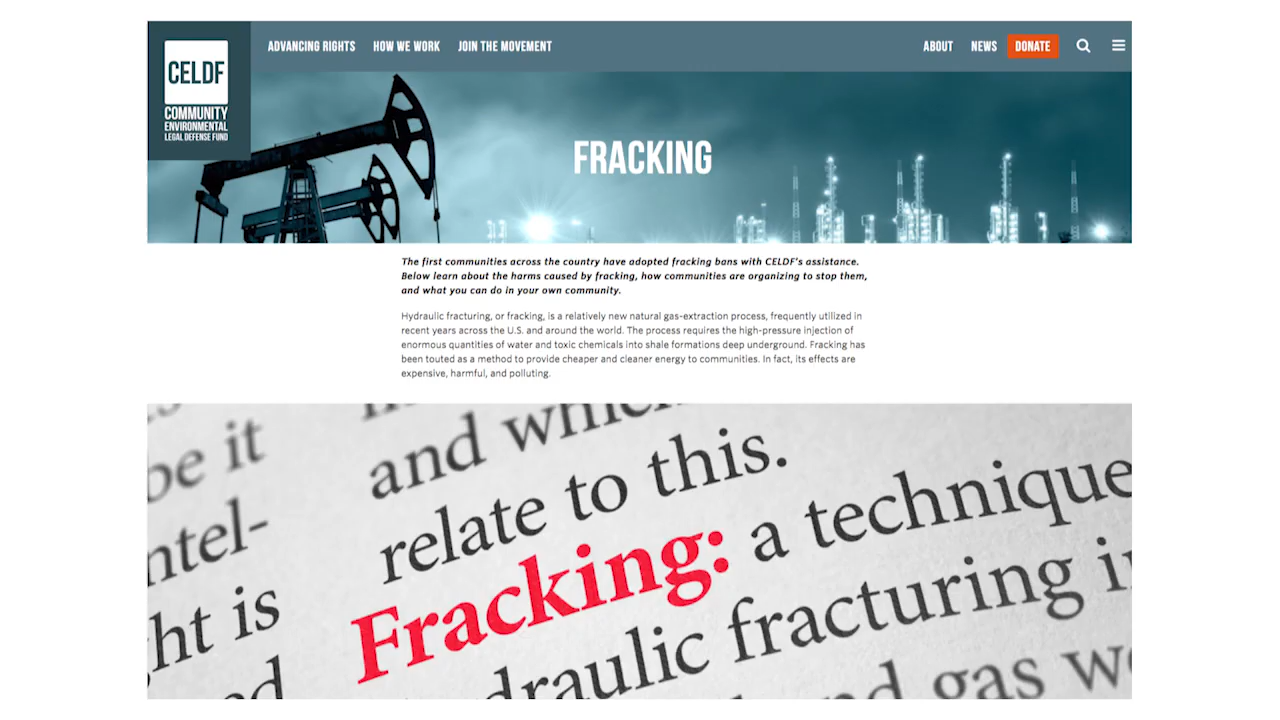 ADVANCING RIGHTS HOW WE WORK JOIN THE MOVEMENT ABOUT NEWS DONATE
CELDF
COMMUNITY
ENVIRONMENTAL
LEGAL DEFENSE FUND
FRACKING
The first communities across the country have adopted fracking bans with CELDF's assistance.
Below learn about the harms caused by fracking, how communities are organizing to stop them,
and what you can do in your own community.
Hydraulic fracturing, or fracking, is a relatively new natural gas-extraction process, frequently utilized in
recent years across the U.S. and around the world. The process requires the high-pressure injection of
enormous quantities of water and toxic chemicals into shale formations deep underground. Fracking has
been touted as a method to provide cheaper and cleaner energy to communities. In fact, its effects are
expensive, harmful, and polluting.
be it
and which
ntel-
relate to this.
ght is
Fracking: a technique
draulic fracturing in
gas